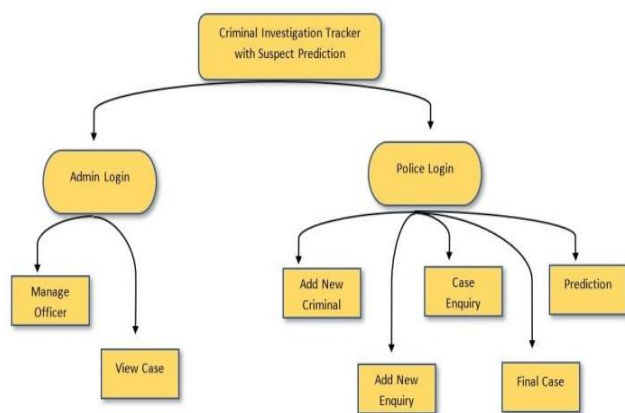 Criminal Investigation Tracker
with Suspect Prediction
Admin Login
Police Login
Manage
Officer
View Case
Add New
Criminal
Case
Enquiry
Prediction
Add New
Enquiry
Final Case